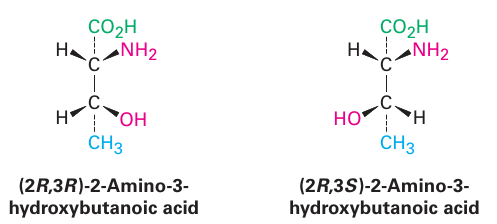 CO₂H CO₂H
H NH₂ H NH₂
C C
C C
H OH HO H
CH₃ CH₃
(2R,3R)-2-Amino-3- (2R,3S)-2-Amino-3-
hydroxybutanoic acid hydroxybutanoic acid